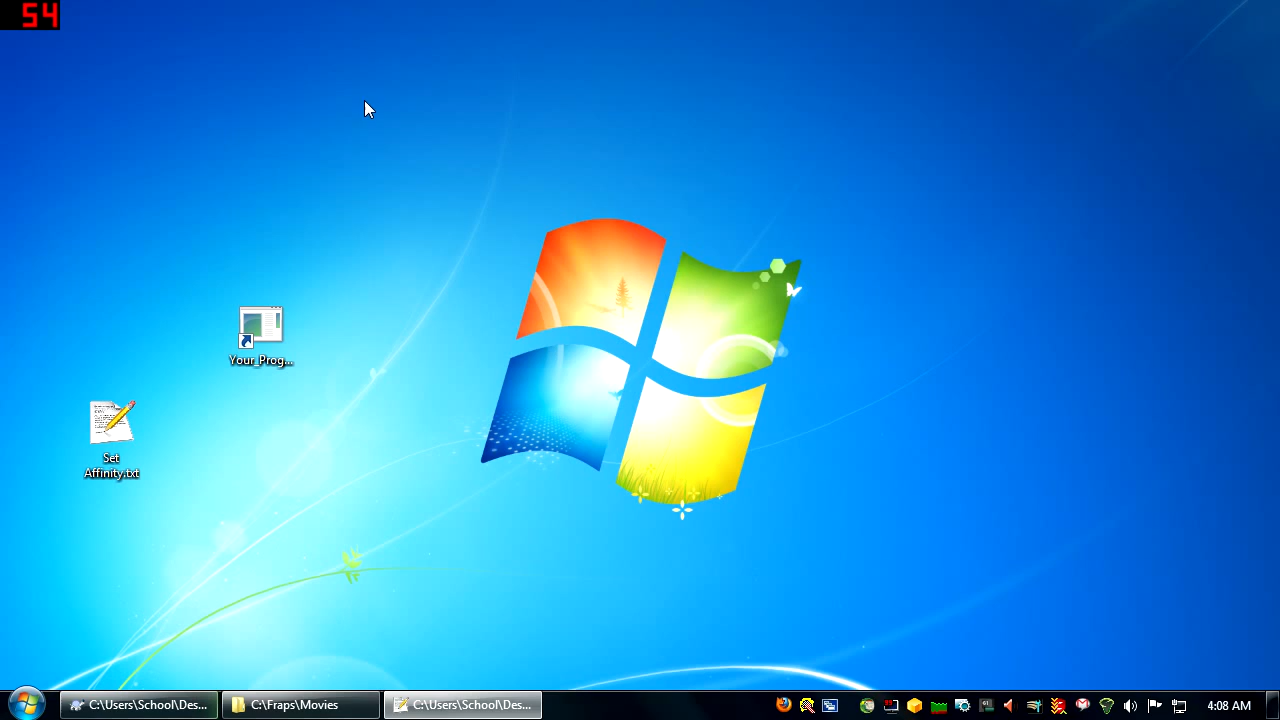 54
Your_Prog...
Set
Affinity.txt
C:\Users\School\Des...
C:\Fraps\Movies
C:\Users\School\Des...
4:08 AM